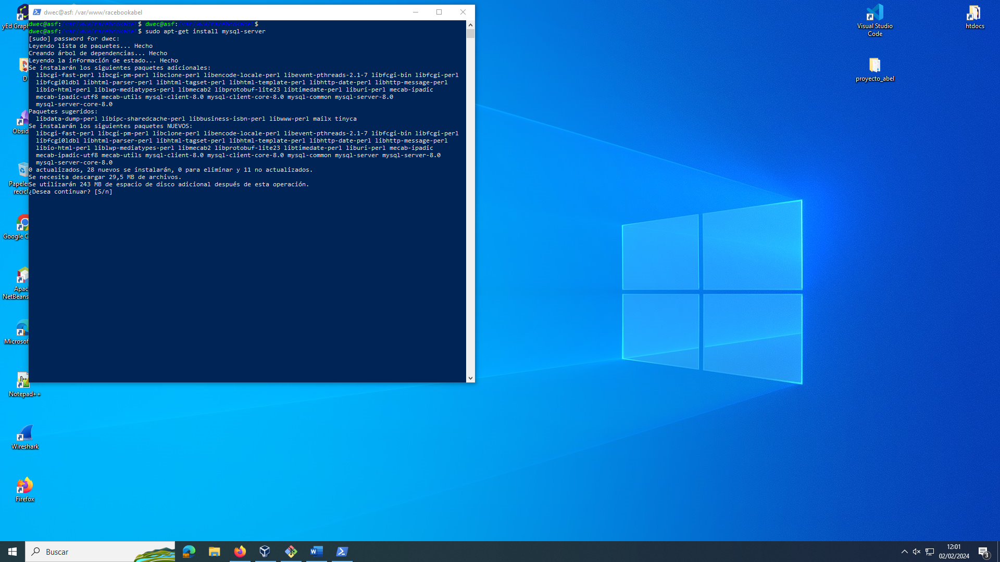 dwec@asf: /var/www/racebookabel
dwec@asf:/var/www/racebookabel$ dwec@asf:/var/www/racebookabel$
dwec@asf:/var/www/racebookabel$ sudo apt-get install mysql-server
[sudo] password for dwec:
Leyendo lista de paquetes... Hecho
Creando árbol de dependencias... Hecho
Leyendo la información de estado... Hecho
Se instalarán los siguientes paquetes adicionales:
libcgi-fast-perl libcgi-pm-perl libclone-perl libencode-locale-perl libevent-pthreads-2.1-7 libfcgi-bin libfcgi-perl
libfcgi0ldbl libhtml-parser-perl libhtml-tagset-perl libhtml-template-perl libhttp-date-perl libhttp-message-perl
libio-html-perl liblwp-mediatypes-perl libmecab2 libprotobuf-lite23 libtimedate-perl liburi-perl mecab-ipadic
mecab-ipadic-utf8 mecab-utils mysql-client-8.0 mysql-client-core-8.0 mysql-common mysql-server-8.0
mysql-server-core-8.0
Paquetes sugeridos:
libdata-dump-perl libipc-sharedcache-perl libbusiness-isbn-perl libwww-perl mailx tinyca
Se instalarán los siguientes paquetes NUEVOS:
libcgi-fast-perl libcgi-pm-perl libclone-perl libencode-locale-perl libevent-pthreads-2.1-7 libfcgi-bin libfcgi-perl
libfcgi0ldbl libhtml-parser-perl libhtml-tagset-perl libhtml-template-perl libhttp-date-perl libhttp-message-perl
libio-html-perl liblwp-mediatypes-perl libmecab2 libprotobuf-lite23 libtimedate-perl liburi-perl mecab-ipadic
mecab-ipadic-utf8 mecab-utils mysql-client-8.0 mysql-client-core-8.0 mysql-common mysql-server mysql-server-8.0
mysql-server-core-8.0
0 actualizados, 28 nuevos se instalarán, 0 para eliminar y 11 no actualizados.
Se necesita descargar 29,5 MB de archivos.
Se utilizarán 243 MB de espacio de disco adicional después de esta operación.
¿Desea continuar? [S/n]
yEd Grap
D
Obsid
Papele
recicl
Google C
Apac
NetBeans
Microsof
Notepad++
Wireshark
Firefox
Visual Studio
Code
htdocs
proyecto_abel
Buscar
12:01
02/02/2024
3